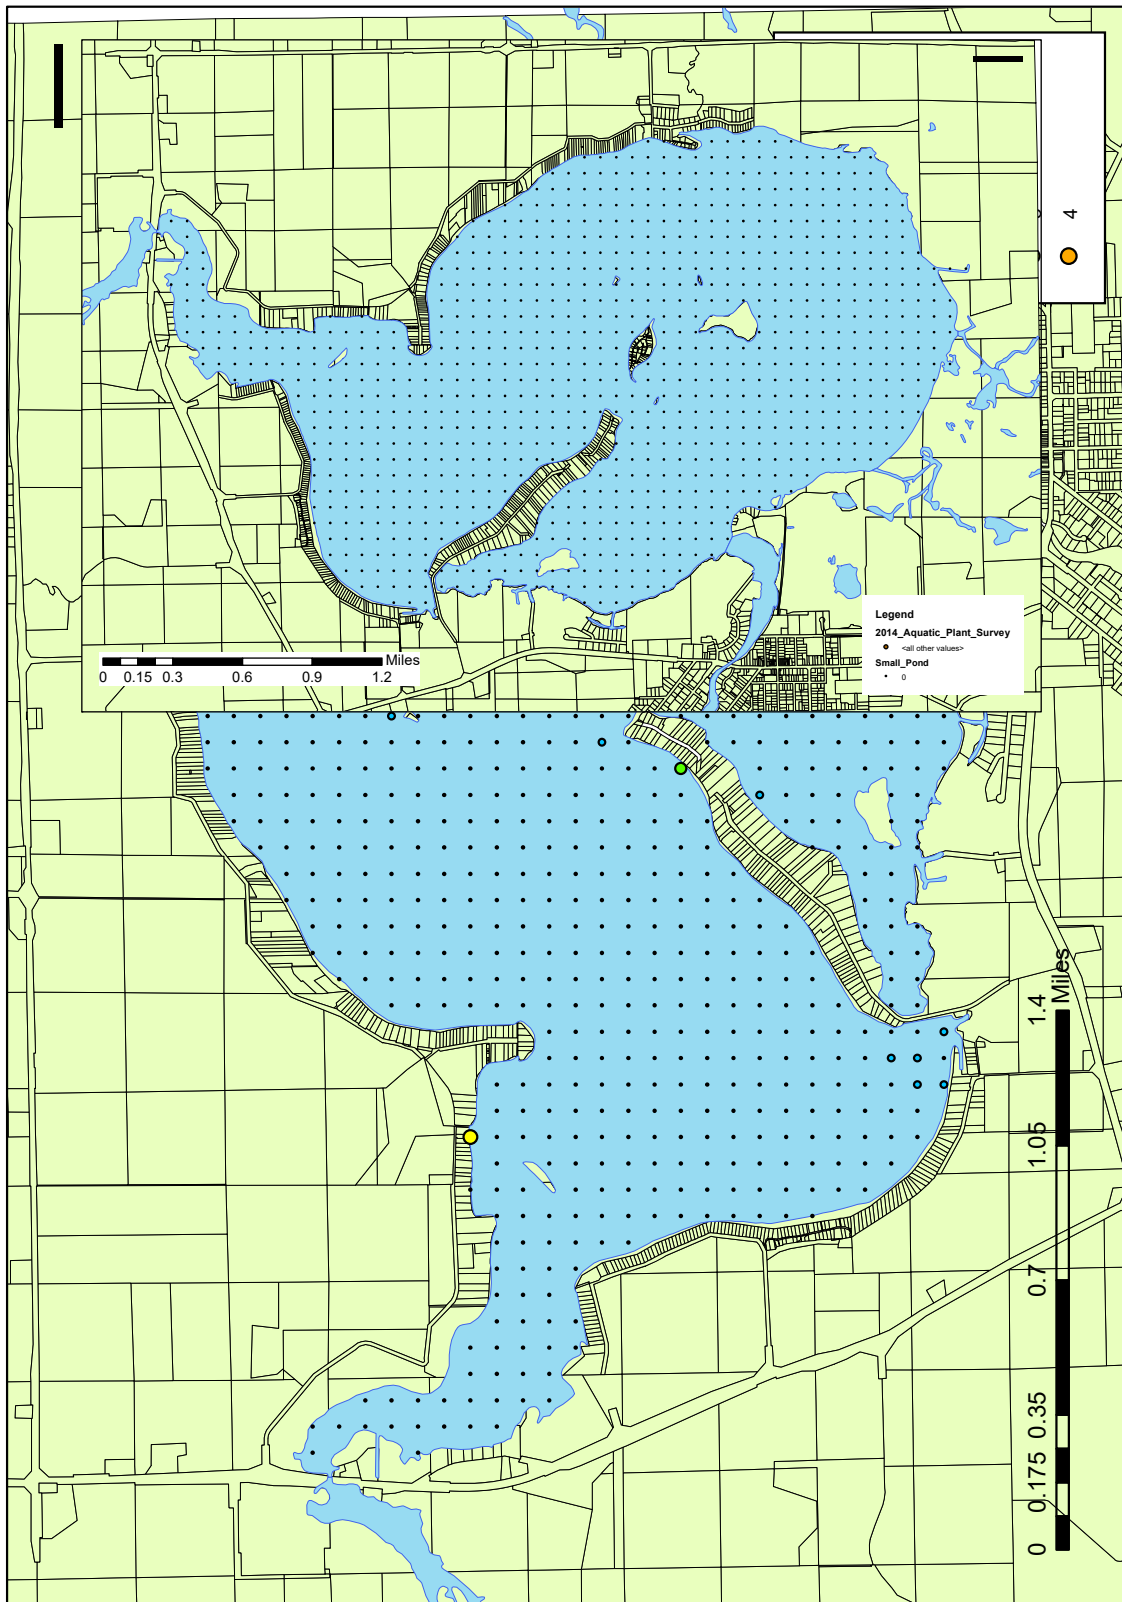 4
Legend
2014_Aquatic_Plant_Survey
<all other values>
Small_Pond
0
Miles
0 0.15 0.3 0.6 0.9 1.2
Miles
0 0.175 0.35 0.7 1.05 1.4